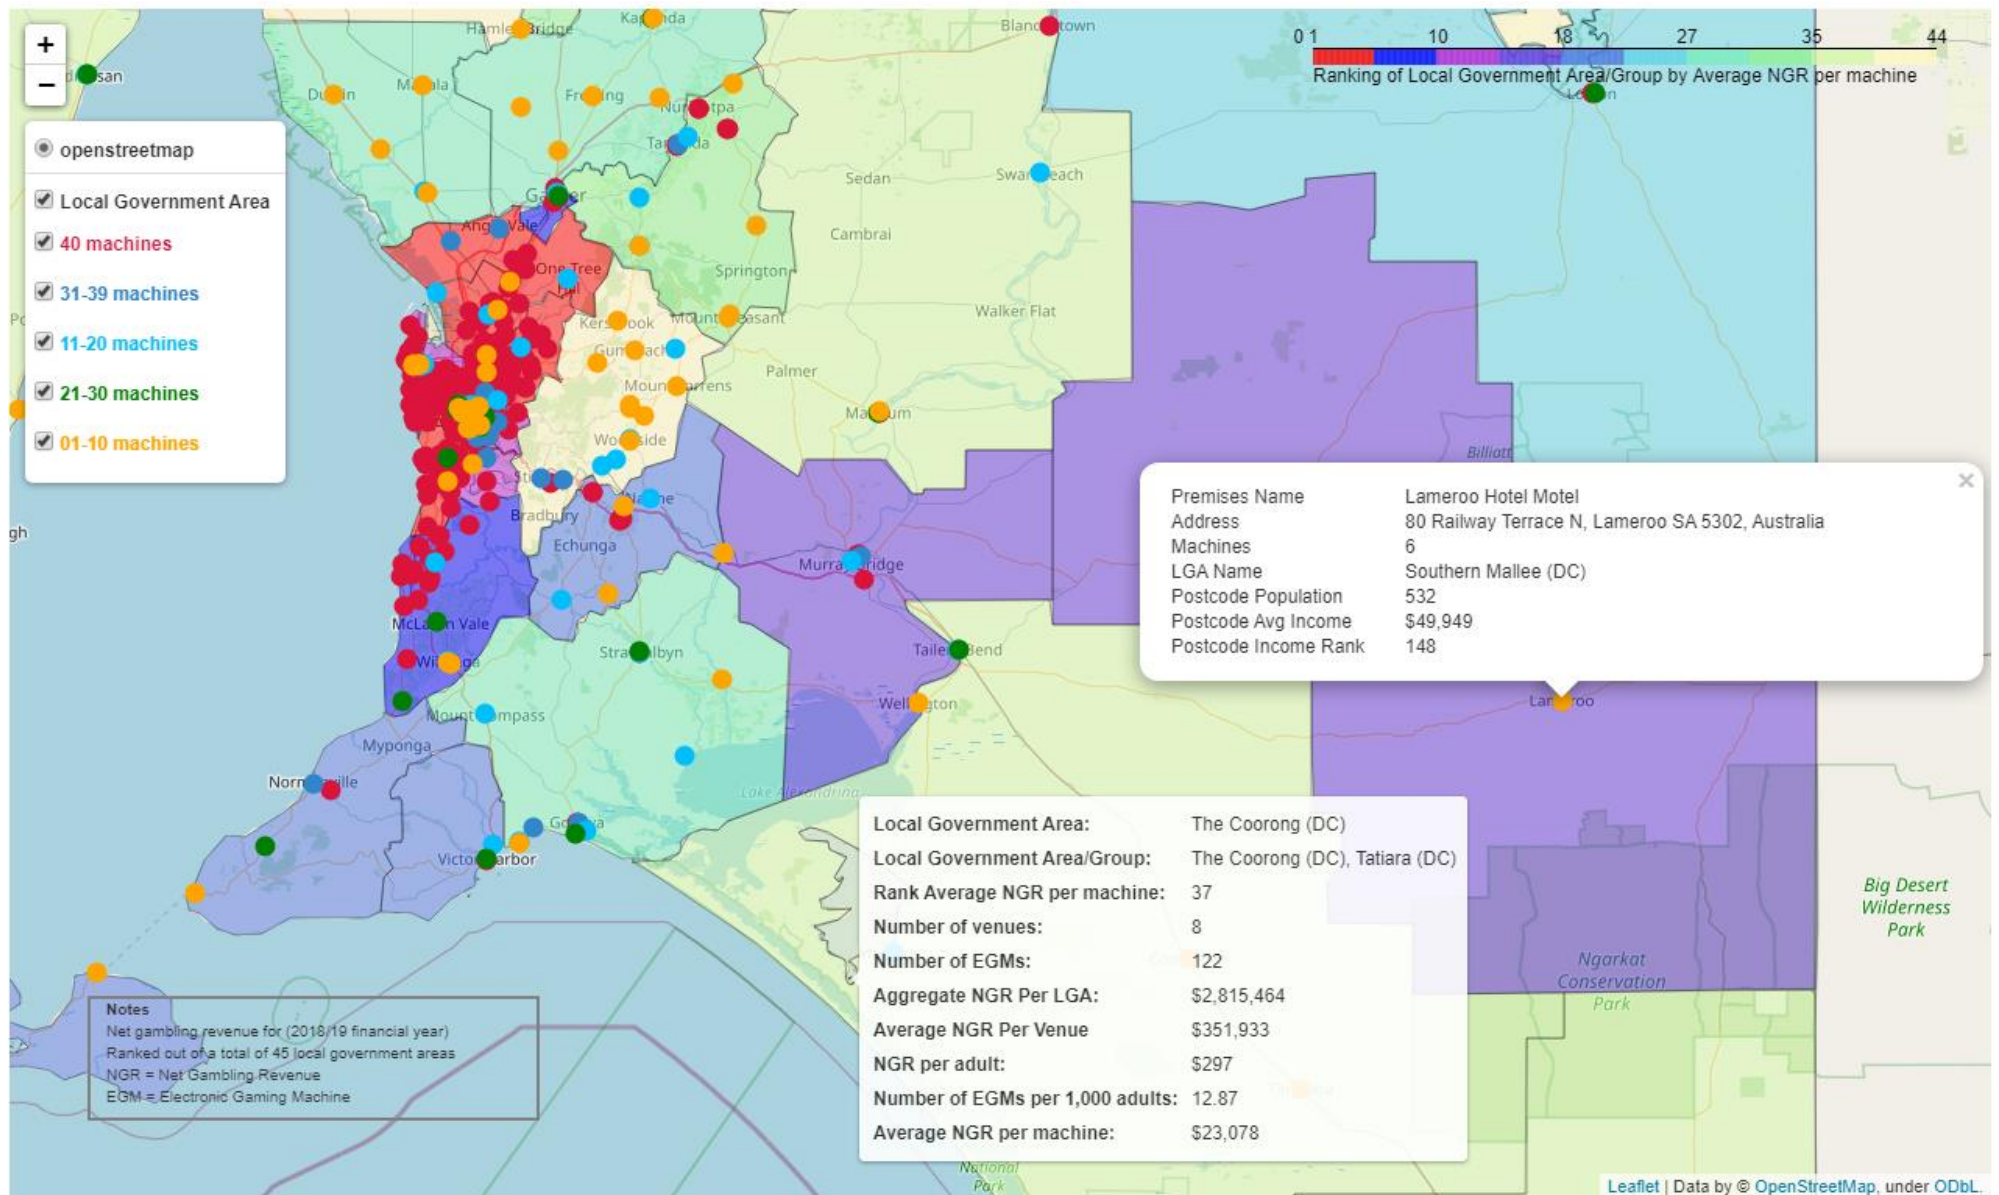 +
−
openstreetmap
Local Government Area
40 machines
31-39 machines
11-20 machines
21-30 machines
01-10 machines
0 1 10 18 27 35 44
Ranking of Local Government Area/Group by Average NGR per machine
Sedan
Cambrai
Springton
Walker Flat
Palmer
One Tree
Hill
Bradbury
Echunga
Myponga
Lake Alexandrina
Billiatt
×
Premises Name Lameroo Hotel Motel
Address 80 Railway Terrace N, Lameroo SA 5302, Australia
Machines 6
LGA Name Southern Mallee (DC)
Postcode Population 532
Postcode Avg Income $49,949
Postcode Income Rank 148
Local Government Area: The Coorong (DC)
Local Government Area/Group: The Coorong (DC), Tatiara (DC)
Rank Average NGR per machine: 37
Number of venues: 8
Number of EGMs: 122
Aggregate NGR Per LGA: $2,815,464
Average NGR Per Venue $351,933
NGR per adult: $297
Number of EGMs per 1,000 adults: 12.87
Average NGR per machine: $23,078
Big Desert
Wilderness
Park
Ngarkat
Conservation
Park
National
Park
Notes
Net gambling revenue for (2018/19 financial year)
Ranked out of a total of 45 local government areas
NGR = Net Gambling Revenue
EGM = Electronic Gaming Machine
Leaflet | Data by © OpenStreetMap, under ODbL.